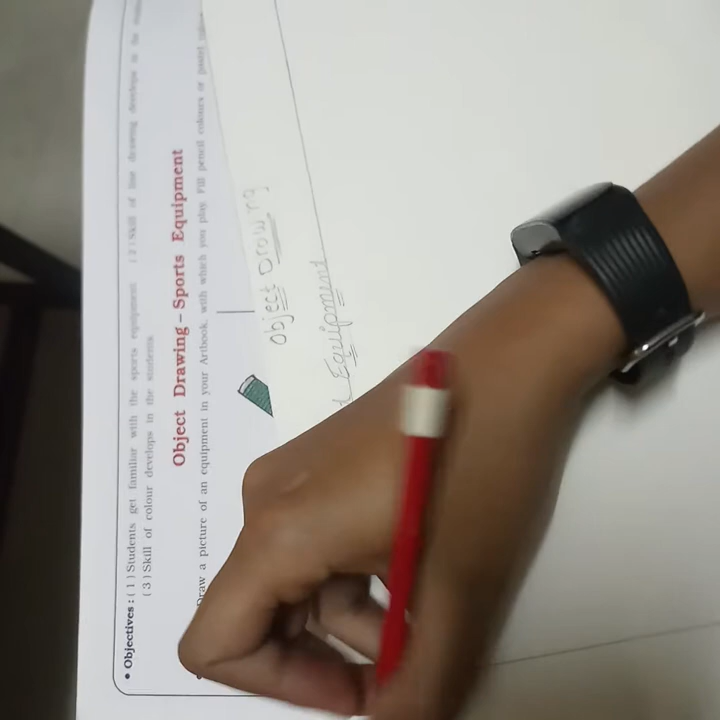 • Objectives : ( 1 ) Students get familiar with the sports equipment ( 2 ) Skill of line drawing develops in the
( 3 ) Skill of colour develops in the students.
Object Drawing – Sports Equipment
Draw a picture of an equipment in your Artbook, with which you play. Fill pencil colours or pastel
Object Drawing
Equipment